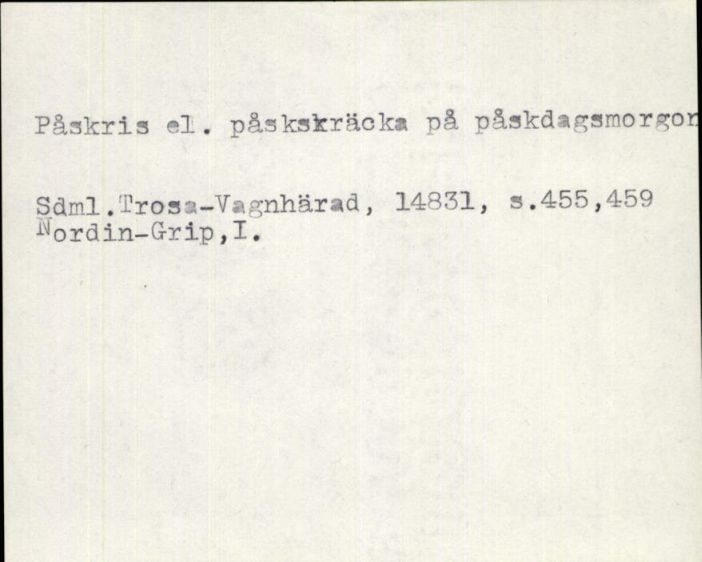 Påskris el. påskskräcka på påskdagsmorgon
Sdml.Trosa-Vagnhärad, 14831, s.455,459
Nordin-Grip,I.